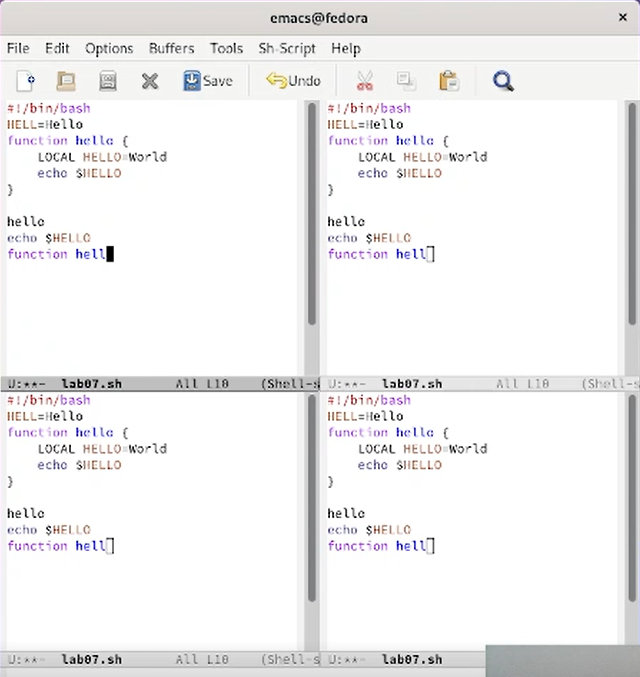 emacs@fedora
×
File Edit Options Buffers Tools Sh-Script Help
Save Undo
#!/bin/bash
HELL=Hello
function hello {
    LOCAL HELLO=World
    echo $HELLO
}
hello
echo $HELLO
function hell
U:**- lab07.sh All L10 (Shell-s
#!/bin/bash
HELL=Hello
function hello {
    LOCAL HELLO=World
    echo $HELLO
}
hello
echo $HELLO
function hell
U:**- lab07.sh All L10 (Shell-s
#!/bin/bash
HELL=Hello
function hello {
    LOCAL HELLO=World
    echo $HELLO
}
hello
echo $HELLO
function hell
U:**- lab07.sh All L10 (Shell-s
#!/bin/bash
HELL=Hello
function hello {
    LOCAL HELLO=World
    echo $HELLO
}
hello
echo $HELLO
function hell
U:**- lab07.sh